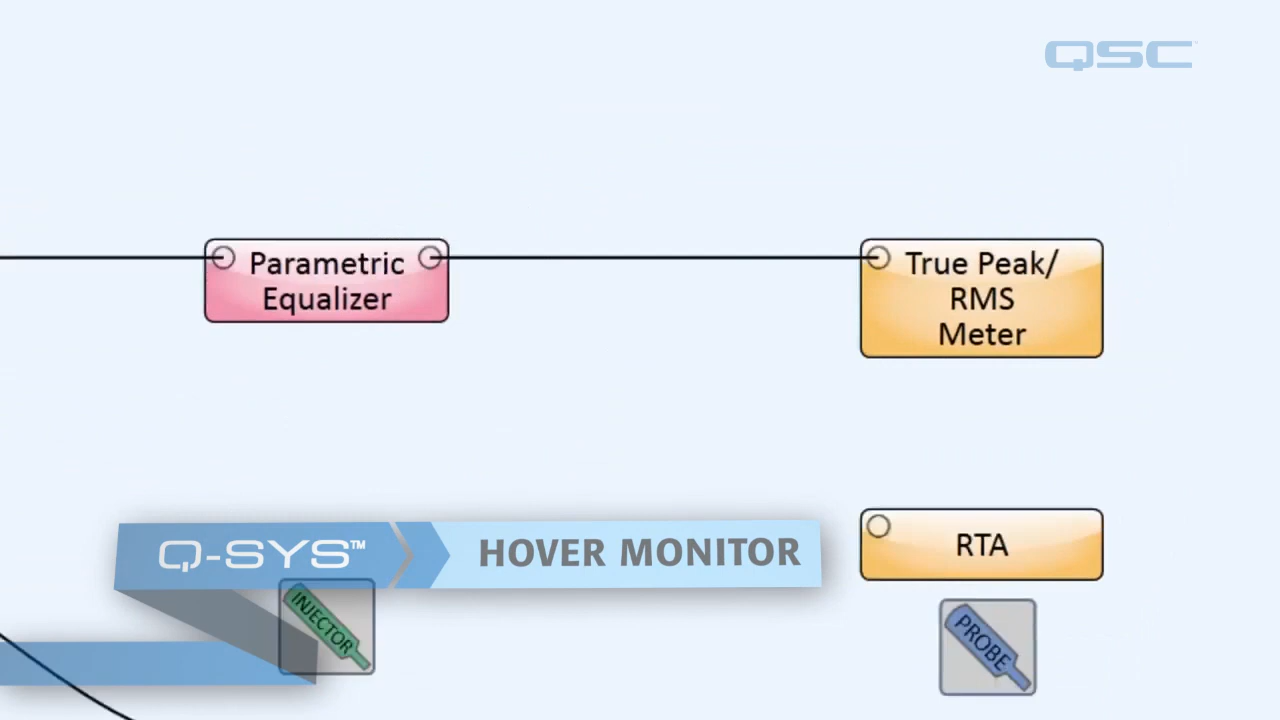 QSC
Parametric
Equalizer
True Peak/
RMS
Meter
Q-SYS™
HOVER MONITOR
RTA
INJECTOR
PROBE